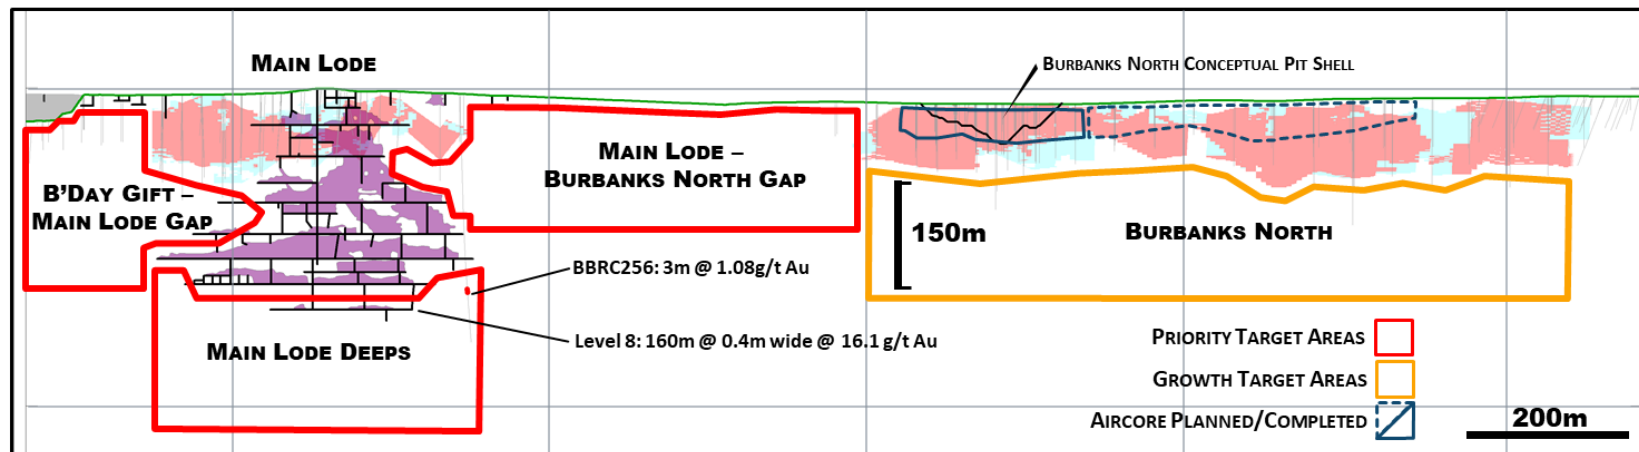 MAIN LODE
BURBANKS NORTH CONCEPTUAL PIT SHELL
MAIN LODE –
BURBANKS NORTH GAP
B'DAY GIFT –
MAIN LODE GAP
150m
BURBANKS NORTH
BBRC256: 3m @ 1.08g/t Au
Level 8: 160m @ 0.4m wide @ 16.1 g/t Au
MAIN LODE DEEPS
PRIORITY TARGET AREAS
GROWTH TARGET AREAS
AIRCORE PLANNED/COMPLETED
200m